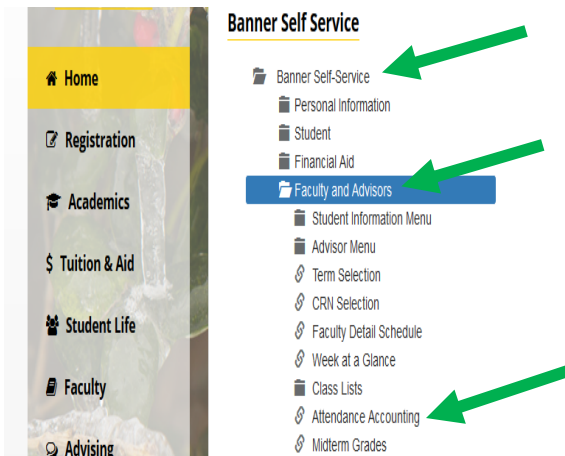 Home
Registration
Academics
$ Tuition & Aid
Student Life
Faculty
Advising
Banner Self Service
Banner Self-Service
Personal Information
Student
Financial Aid
Faculty and Advisors
Student Information Menu
Advisor Menu
Term Selection
CRN Selection
Faculty Detail Schedule
Week at a Glance
Class Lists
Attendance Accounting
Midterm Grades